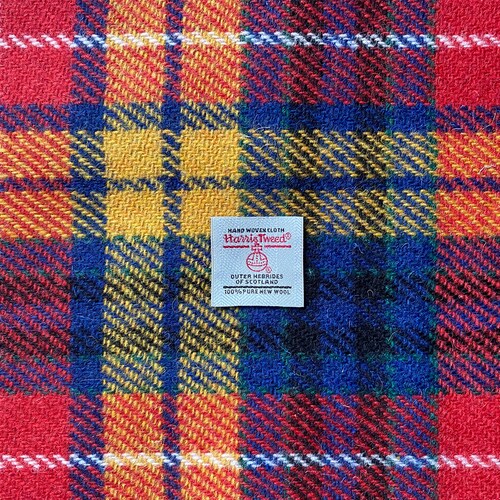 HAND WOVEN CLOTH
Harris Tweed®
®
OUTER HEBRIDES
OF SCOTLAND
100% PURE NEW WOOL